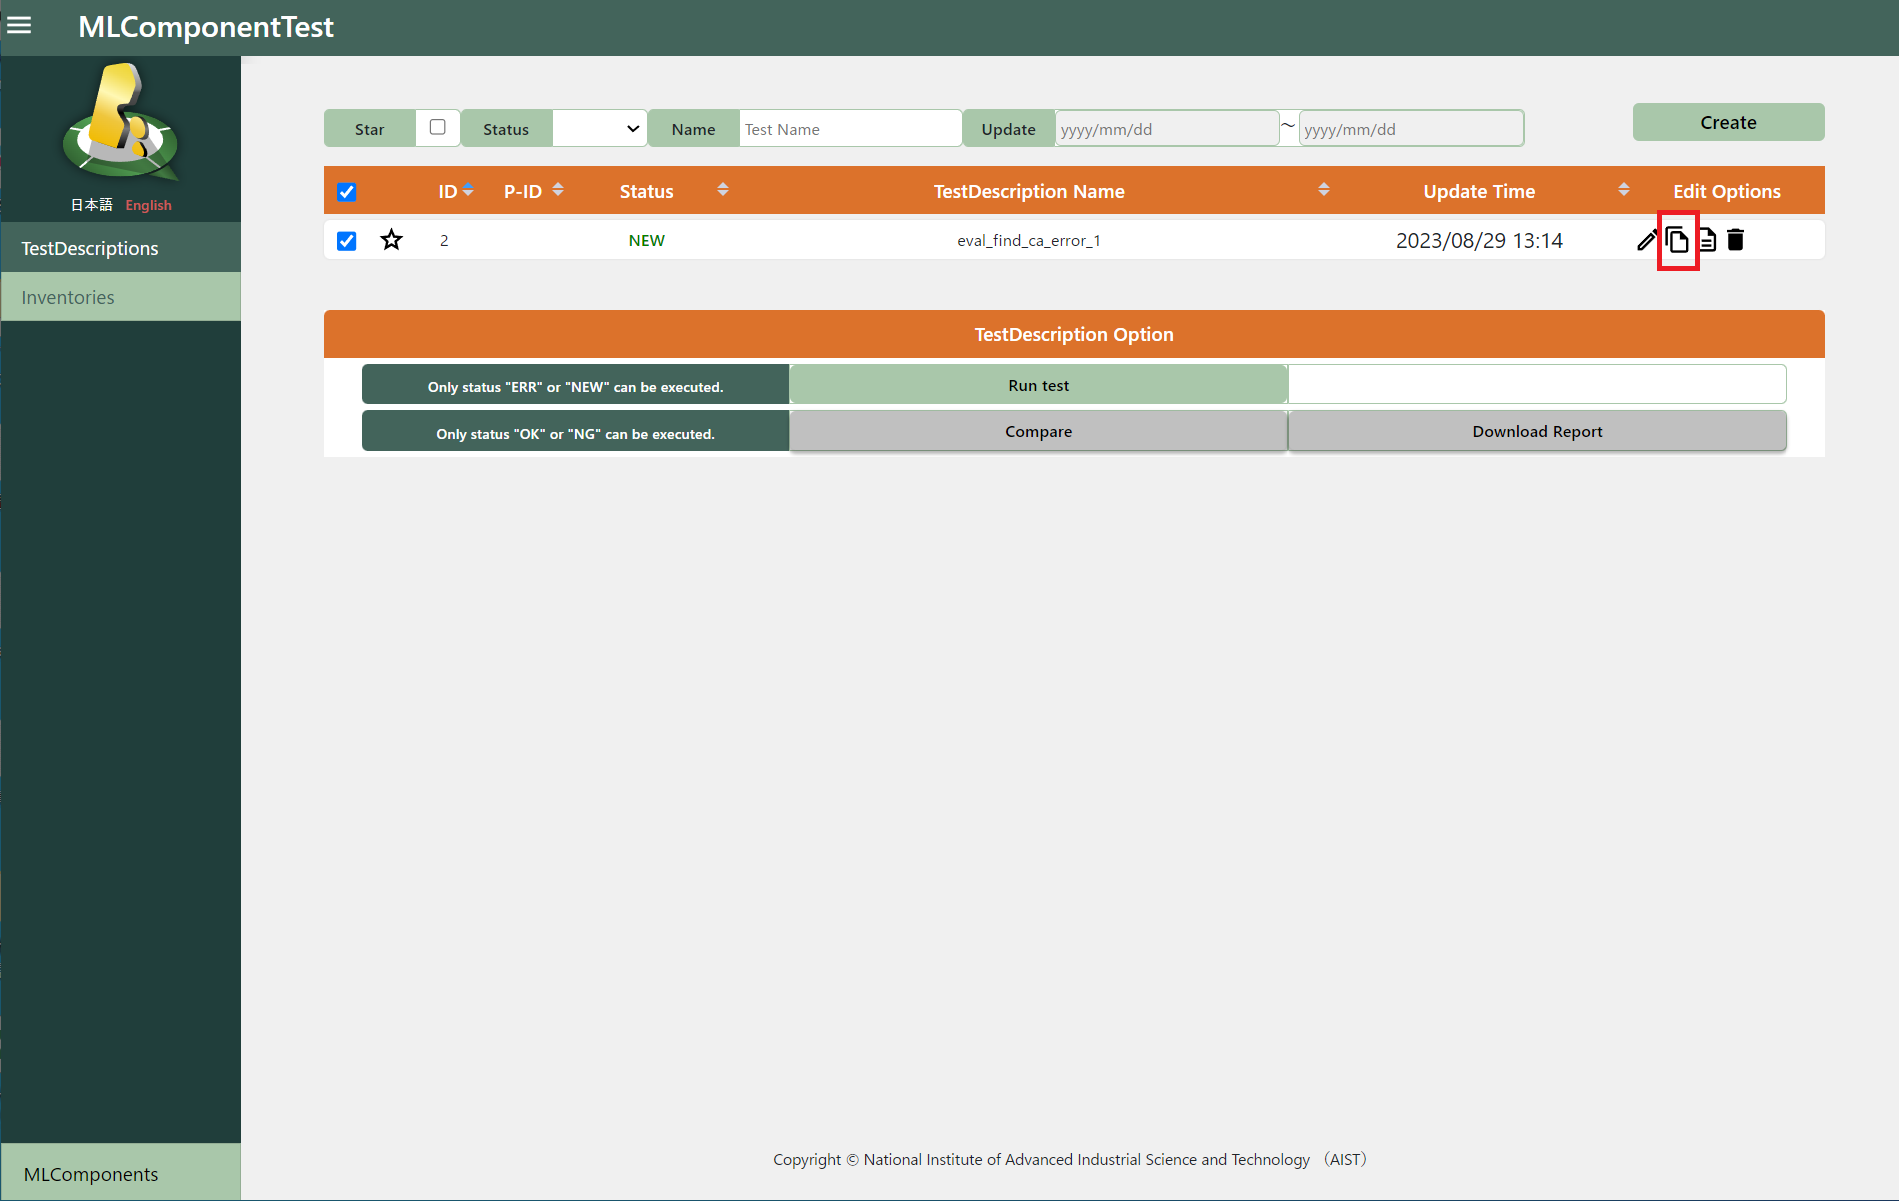 MLComponentTest
日本語 English
TestDescriptions
Inventories
MLComponents
Star Status Name Test Name Update yyyy/mm/dd ~ yyyy/mm/dd Create
ID P-ID Status TestDescription Name Update Time Edit Options
2 NEW eval_find_ca_error_1 2023/08/29 13:14
TestDescription Option
Only status "ERR" or "NEW" can be executed. Run test
Only status "OK" or "NG" can be executed. Compare Download Report
Copyright © National Institute of Advanced Industrial Science and Technology （AIST）